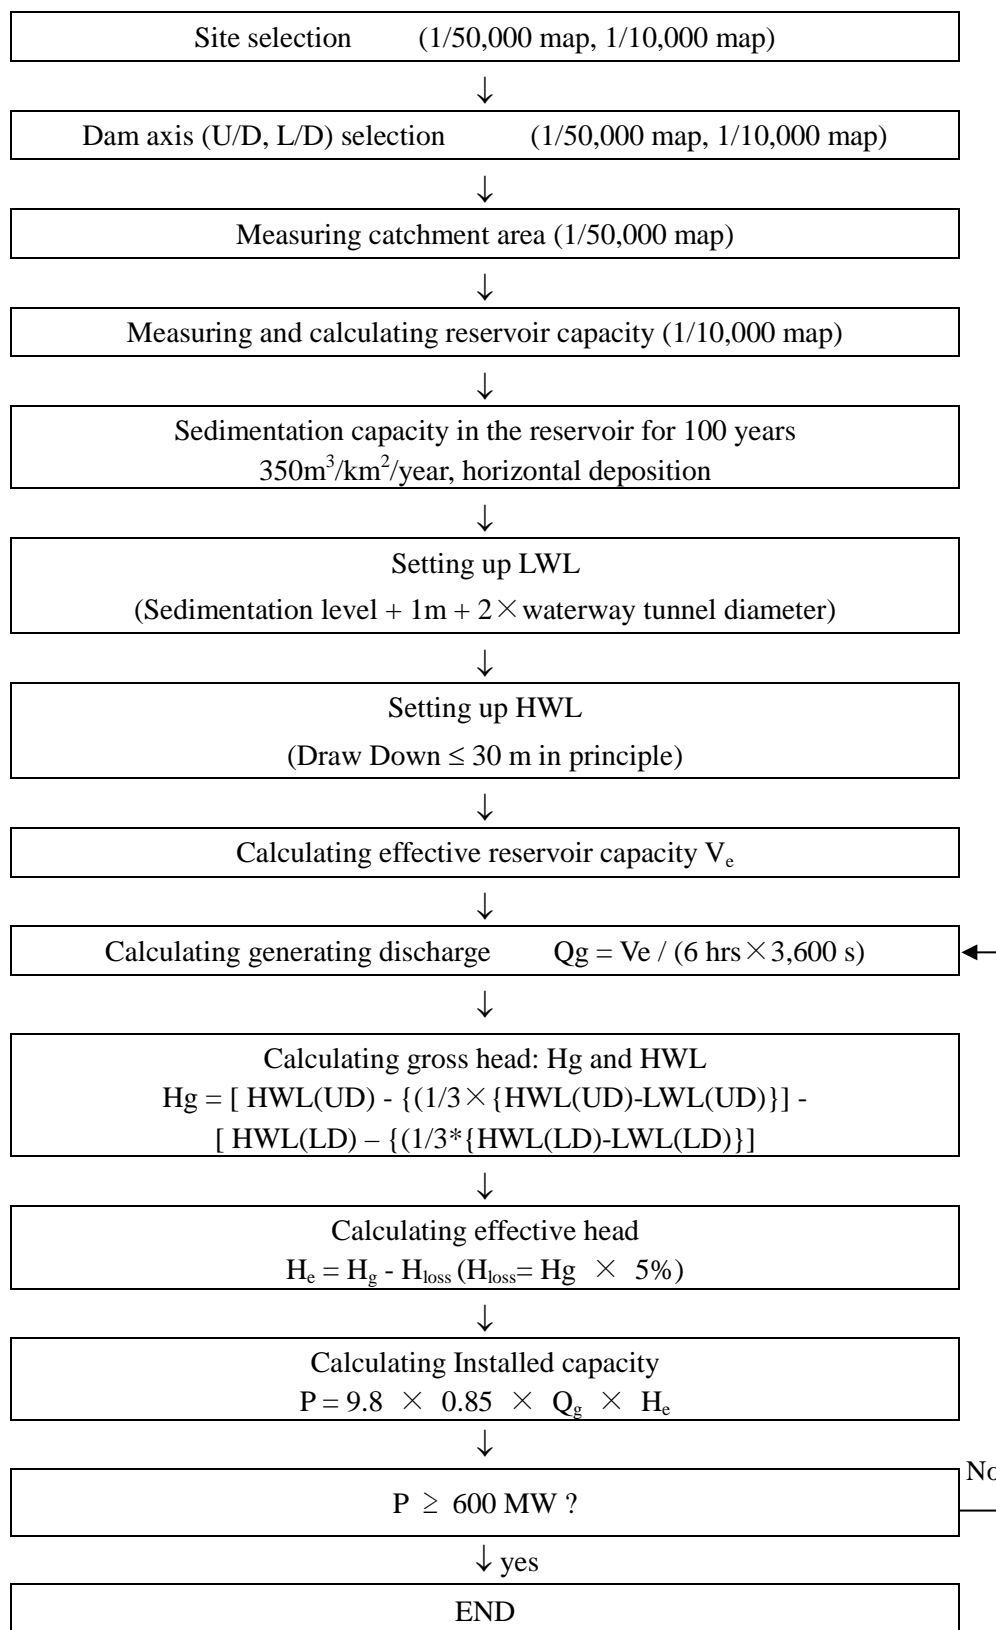 Site selection (1/50,000 map, 1/10,000 map)
↓
Dam axis (U/D, L/D) selection (1/50,000 map, 1/10,000 map)
↓
Measuring catchment area (1/50,000 map)
↓
Measuring and calculating reservoir capacity (1/10,000 map)
↓
Sedimentation capacity in the reservoir for 100 years
350m³/km²/year, horizontal deposition
↓
Setting up LWL
(Sedimentation level + 1m + 2×waterway tunnel diameter)
↓
Setting up HWL
(Draw Down ≤ 30 m in principle)
↓
Calculating effective reservoir capacity Vₑ
↓
Calculating generating discharge Qg = Ve / (6 hrs×3,600 s)
↓
Calculating gross head: Hg and HWL
Hg = [ HWL(UD) - {(1/3×{HWL(UD)-LWL(UD)}] -
[ HWL(LD) – {(1/3*{HWL(LD)-LWL(LD)}]
↓
Calculating effective head
Hₑ = H_g - H_loss (H_loss= Hg × 5%)
↓
Calculating Installed capacity
P = 9.8 × 0.85 × Q_g × Hₑ
↓
No
P ≥ 600 MW ?
↓ yes
END